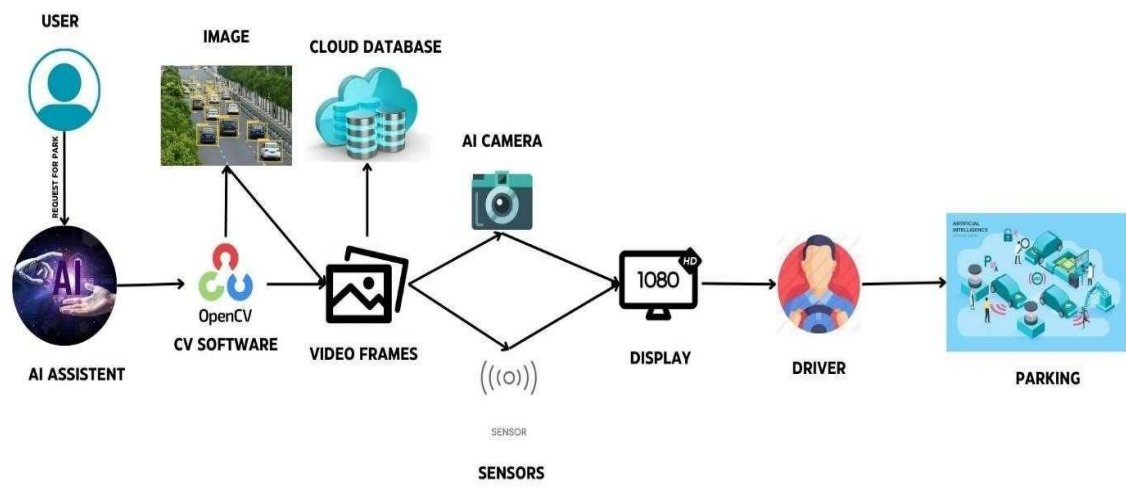 USER
IMAGE
CLOUD DATABASE
AI CAMERA
REQUEST FOR PARK
AI
OpenCV
CV SOFTWARE
AI ASSISTENT
VIDEO FRAMES
HD
1080
DISPLAY
DRIVER
ARTIFICIAL
INTELLIGENCE
P
PARKING
SENSOR
SENSORS